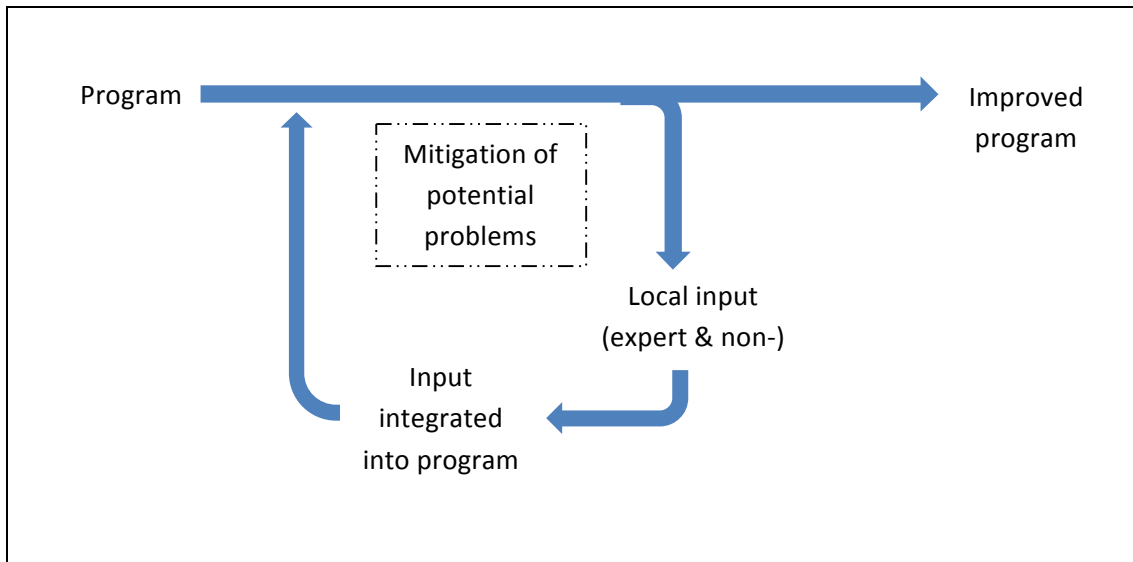 Program
Improved
program
Mitigation of
potential
problems
Local input
(expert & non-)
Input
integrated
into program